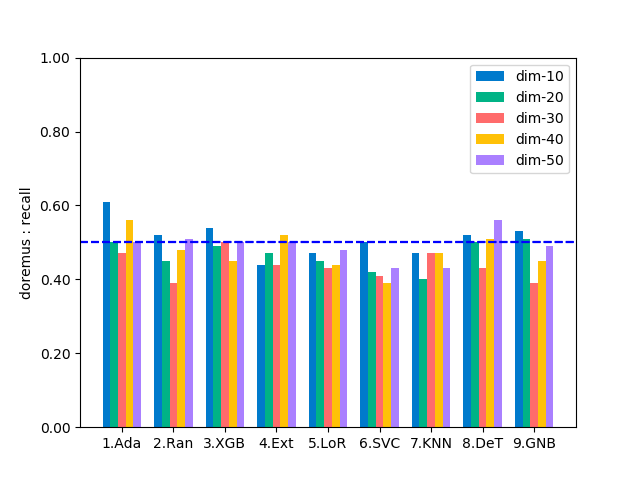 1.00
0.80
0.60
0.40
0.20
0.00
doremus : recall
dim-10
dim-20
dim-30
dim-40
dim-50
1.Ada 2.Ran 3.XGB 4.Ext 5.LoR 6.SVC 7.KNN 8.DeT 9.GNB